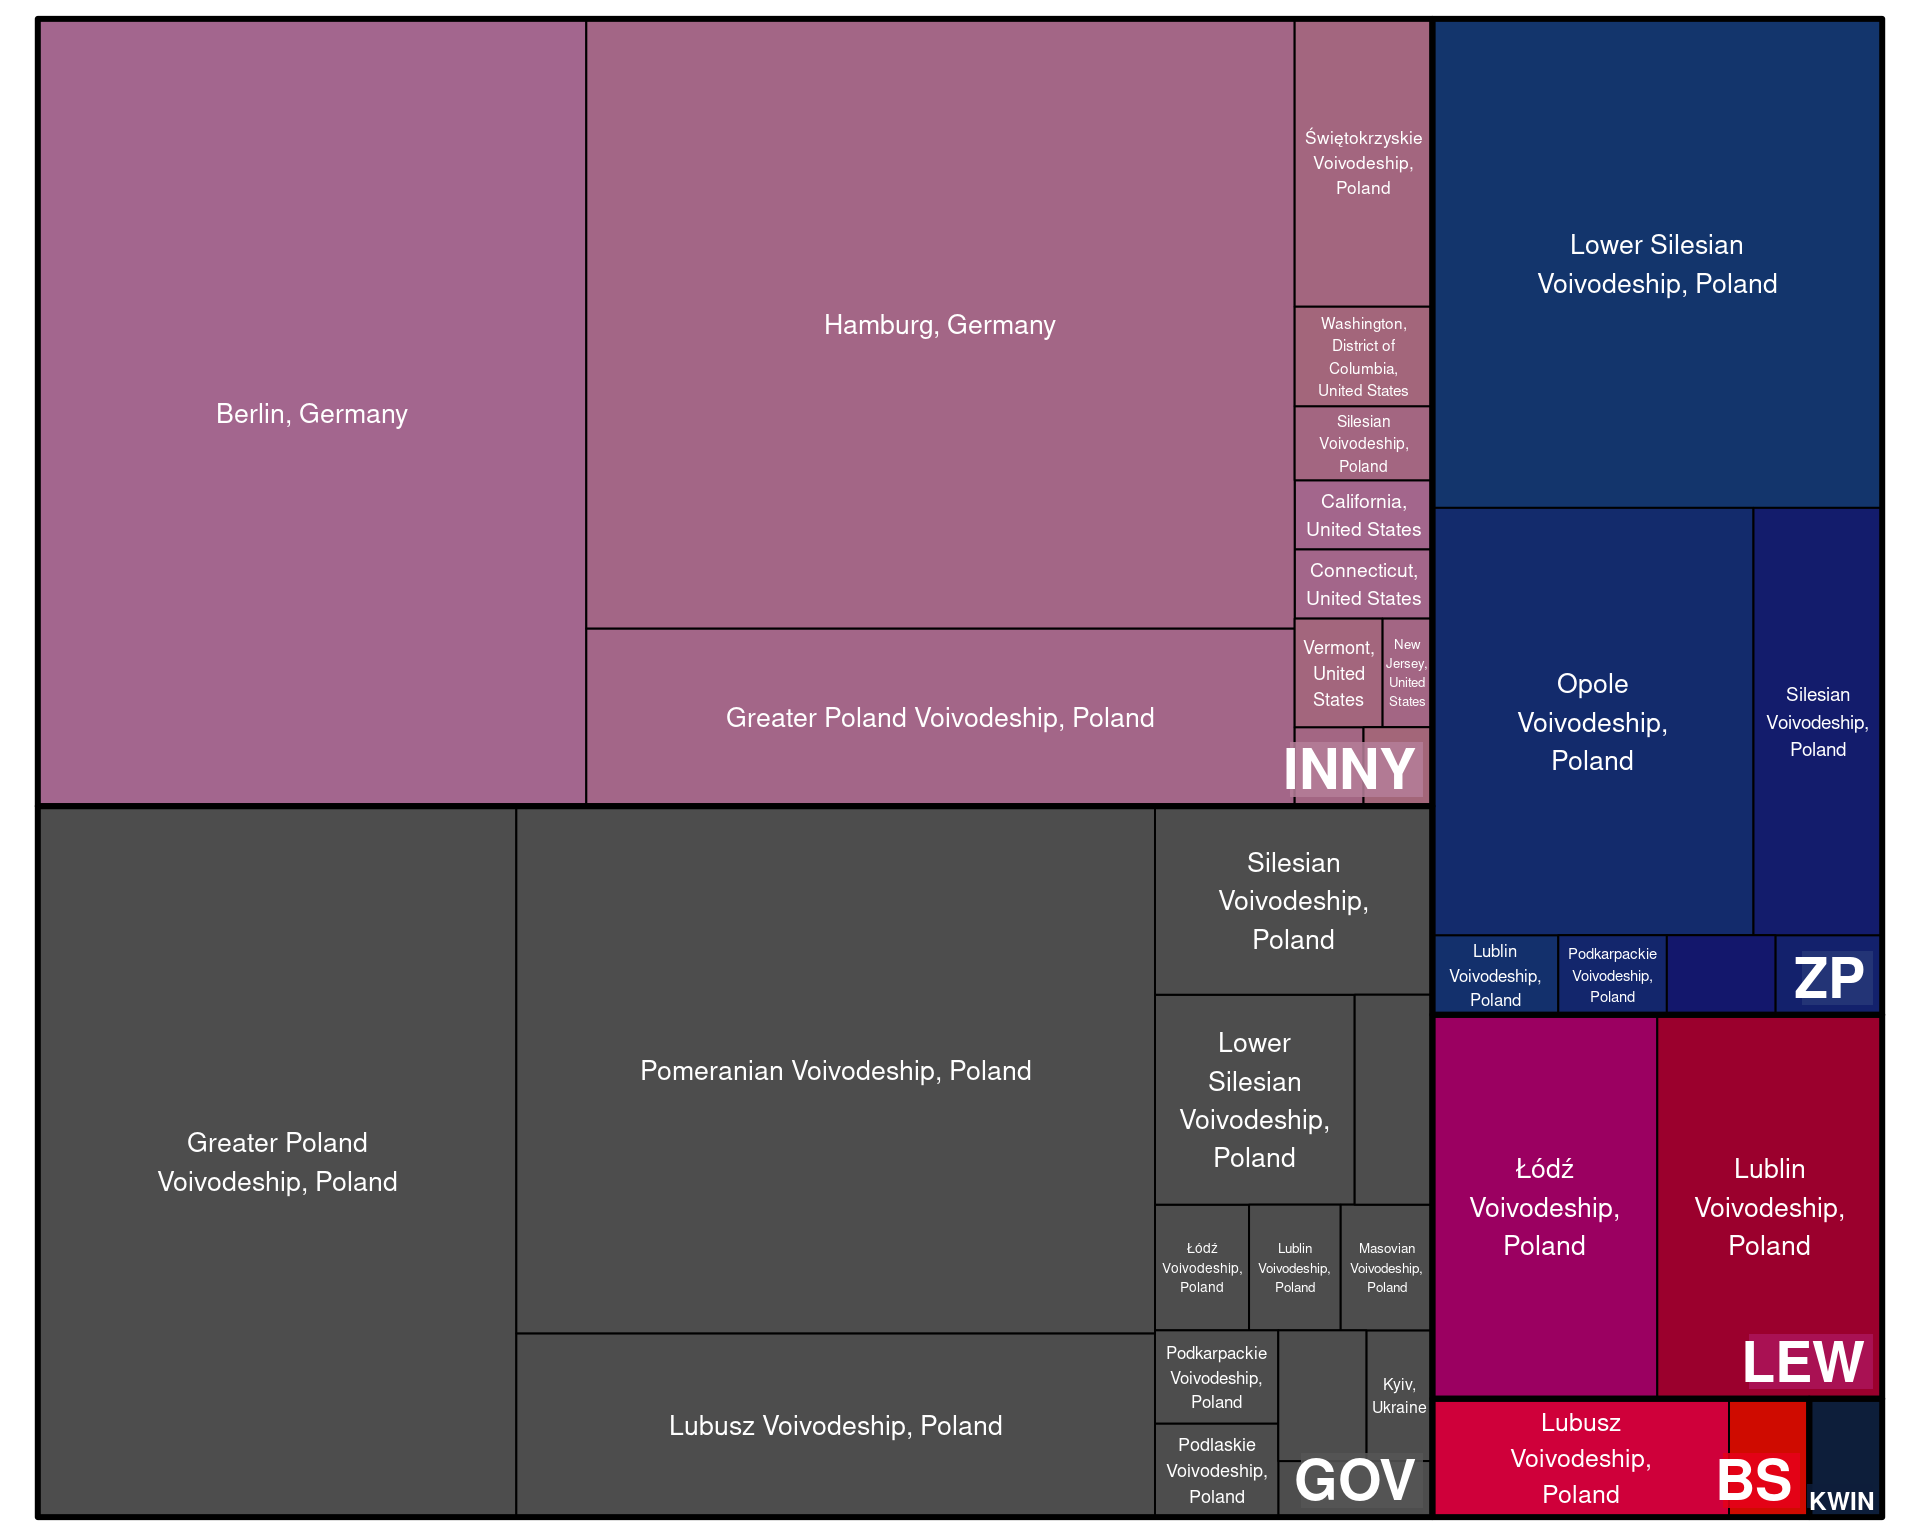 Berlin, Germany
Hamburg, Germany
Greater Poland Voivodeship, Poland
Świętokrzyskie
Voivodeship,
Poland
Washington,
District of
Columbia,
United States
Silesian
Voivodeship,
Poland
California,
United States
Connecticut,
United States
Vermont,
United
States
New
Jersey,
United
States
INNY
Greater Poland
Voivodeship, Poland
Pomeranian Voivodeship, Poland
Lubusz Voivodeship, Poland
Silesian
Voivodeship,
Poland
Lower
Silesian
Voivodeship,
Poland
Łódź
Voivodeship,
Poland
Lublin
Voivodeship,
Poland
Masovian
Voivodeship,
Poland
Podkarpackie
Voivodeship,
Poland
Podlaskie
Voivodeship,
Poland
Kyiv,
Ukraine
GOV
Lower Silesian
Voivodeship, Poland
Opole
Voivodeship,
Poland
Silesian
Voivodeship,
Poland
Lublin
Voivodeship,
Poland
Podkarpackie
Voivodeship,
Poland
ZP
Łódź
Voivodeship,
Poland
Lublin
Voivodeship,
Poland
LEW
Lubusz
Voivodeship,
Poland
BS
KWIN